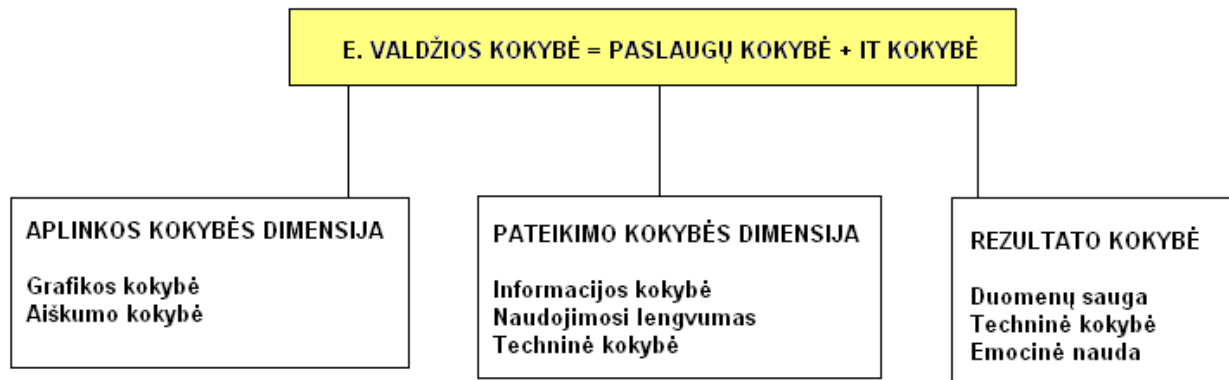 E. VALDŽIOS KOKYBĖ = PASLAUGŲ KOKYBĖ + IT KOKYBĖ
APLINKOS KOKYBĖS DIMENSIJA
Grafikos kokybė
Aiškumo kokybė
PATEIKIMO KOKYBĖS DIMENSIJA
Informacijos kokybė
Naudojimosi lengvumas
Techninė kokybė
REZULTATO KOKYBĖ
Duomenų sauga
Techninė kokybė
Emocinė nauda